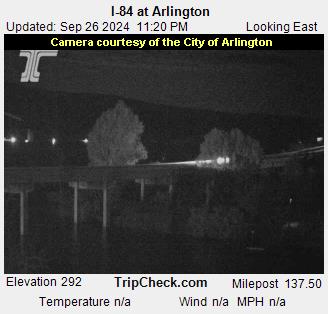 I-84 at Arlington
Updated: Sep 26 2024 11:20 PM Looking East
Camera courtesy of the City of Arlington
Elevation 292 TripCheck.com Milepost 137.50
Temperature n/a Wind n/a MPH n/a